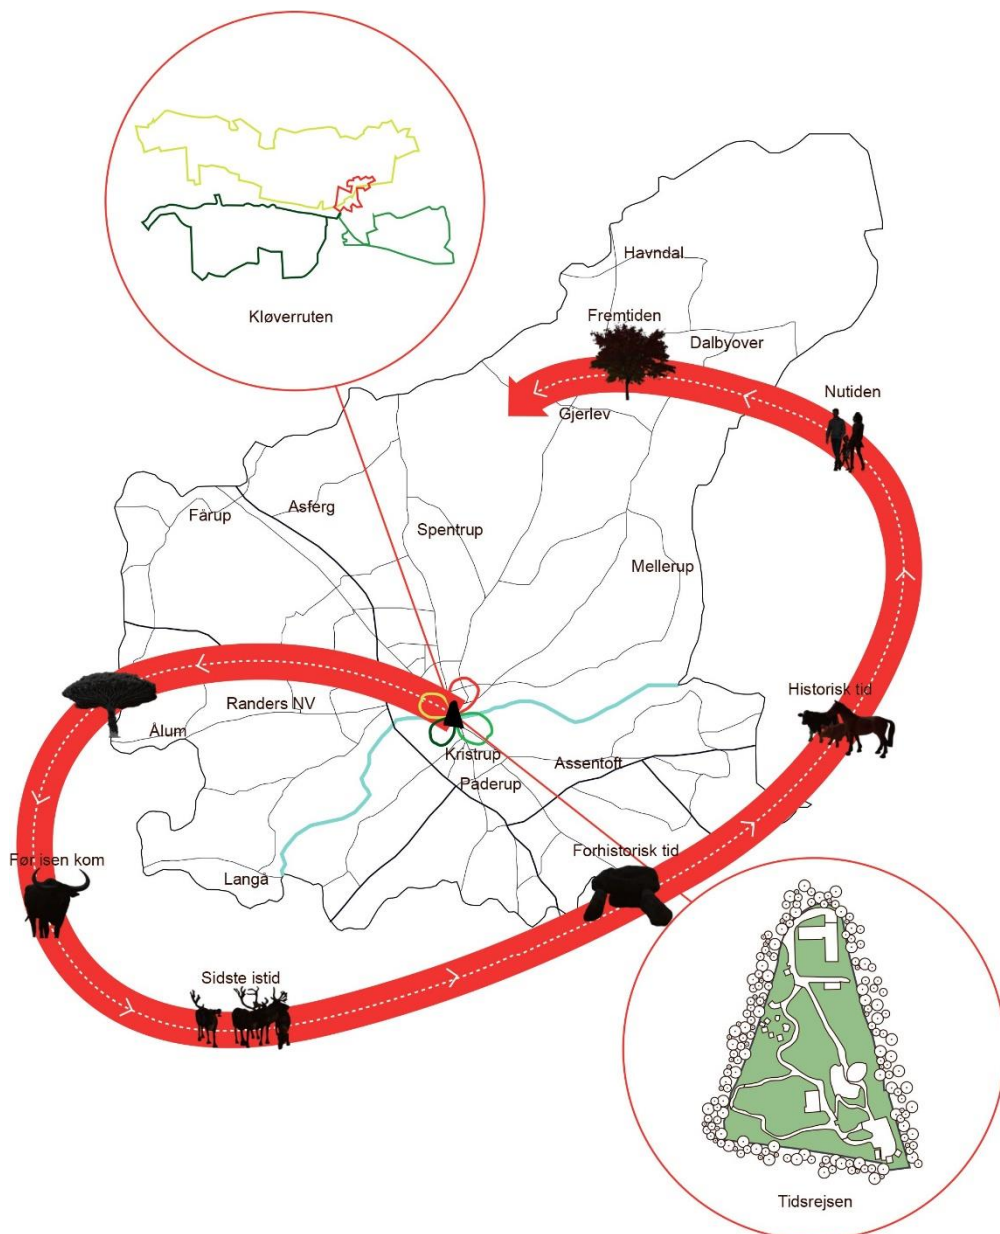 Kløverruten
Havndal
Fremtiden
Dalbyover
Nutiden
Gjerlev
Asferg
Fårup
Spentrup
Mellerup
Historisk tid
Randers NV
Ålum
Kristrup
Assentoft
Paderup
Før isen kom
Langå
Forhistorisk tid
Sidste istid
Tidsrejsen